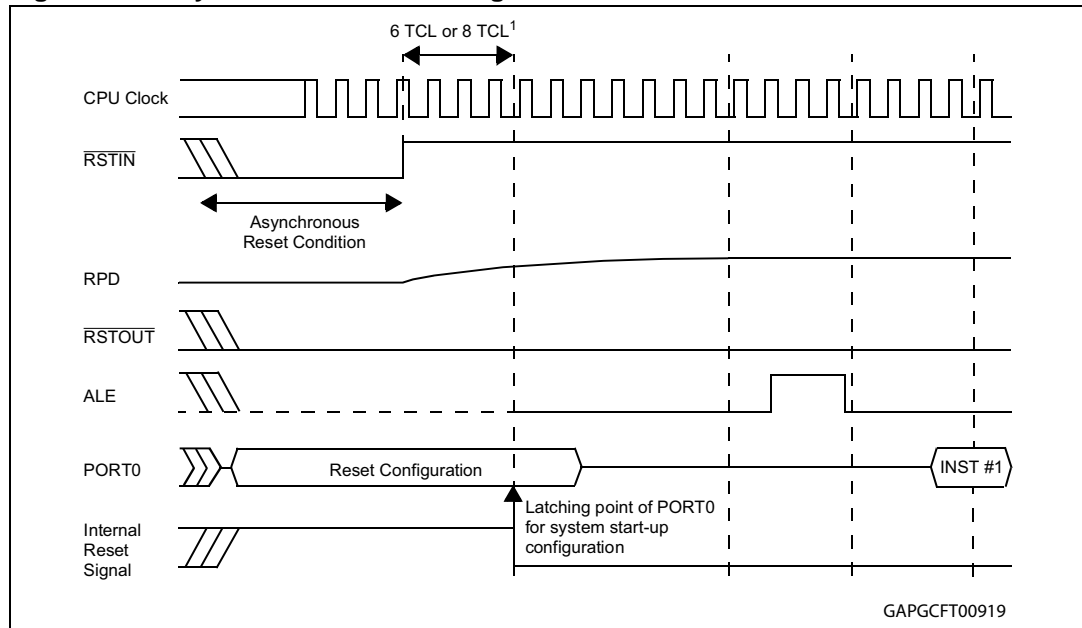 6 TCL or 8 TCL1
CPU Clock
RSTIN
Asynchronous
Reset Condition
RPD
RSTOUT
ALE
PORT0
Reset Configuration
INST #1
Latching point of PORT0
for system start-up
configuration
Internal
Reset
Signal
GAPGCFT00919